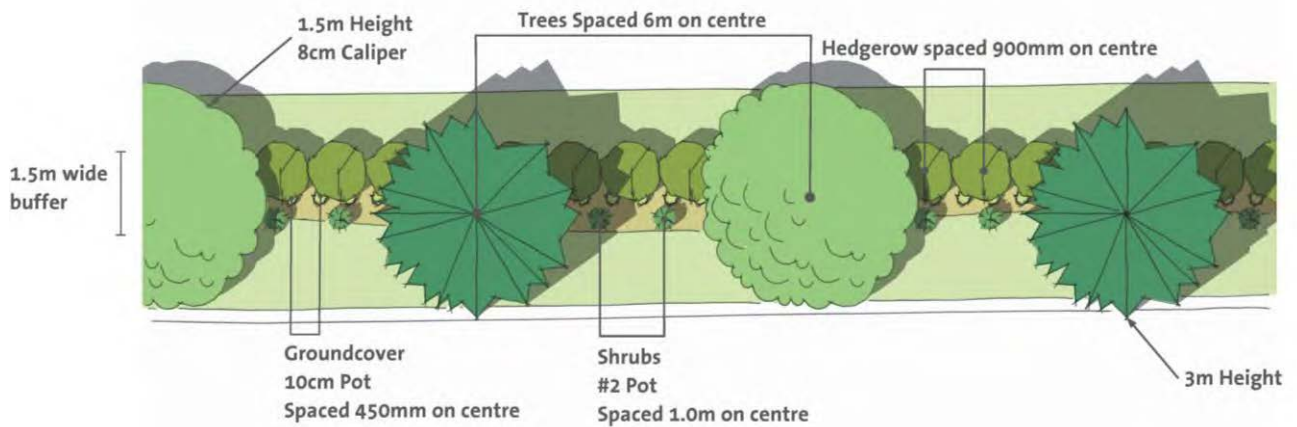 1.5m Height
8cm Caliper
Trees Spaced 6m on centre
Hedgerow spaced 900mm on centre
1.5m wide
buffer
Groundcover
10cm Pot
Spaced 450mm on centre
Shrubs
#2 Pot
Spaced 1.0m on centre
3m Height